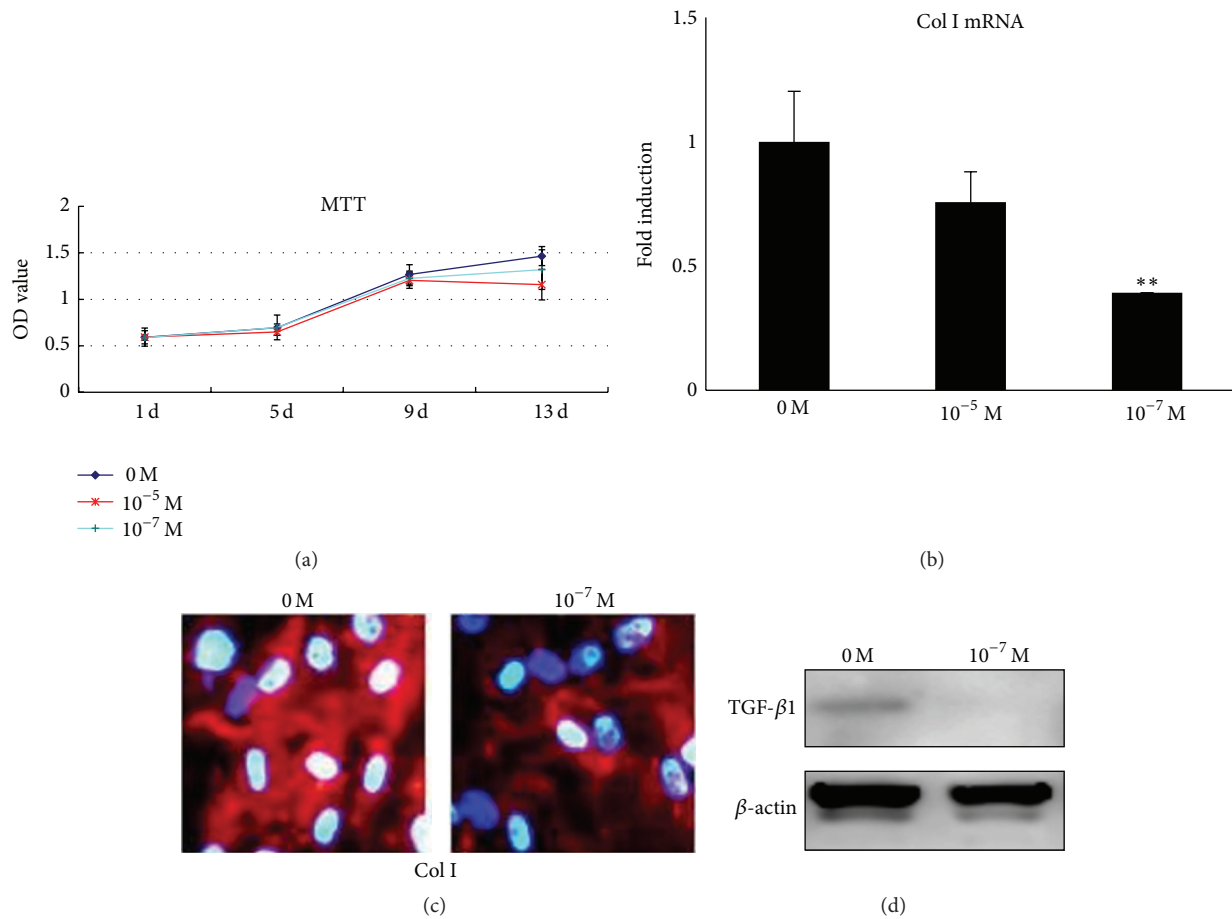 MTT
OD value
2
1.5
1
0.5
0
1 d 5 d 9 d 13 d
0 M
10⁻⁵ M
10⁻⁷ M
(a)
Col I mRNA
Fold induction
1.5
1
0.5
0
**
0 M 10⁻⁵ M 10⁻⁷ M
(b)
0 M 10⁻⁷ M
Col I
(c)
0 M 10⁻⁷ M
TGF-β1
β-actin
(d)